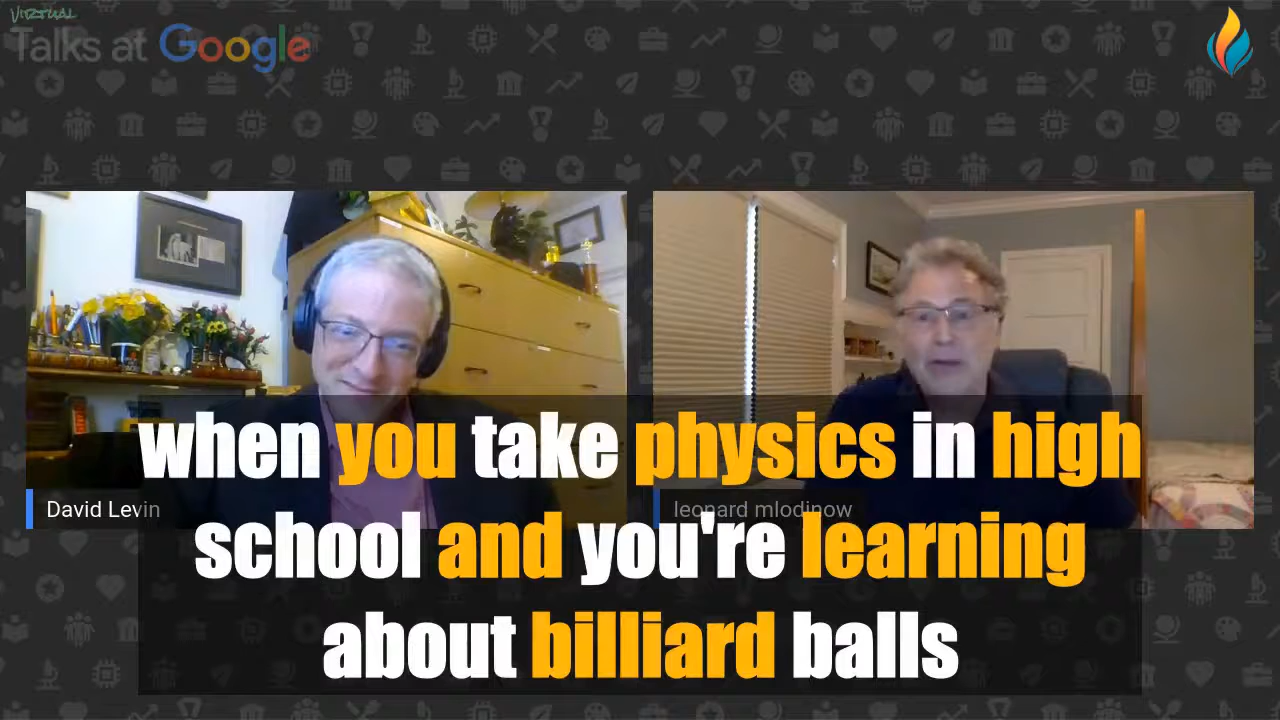 VIRTUAL
Talks at Google
David Levin
leonard mlodinow
when you take physics in high
school and you're learning
about billiard balls